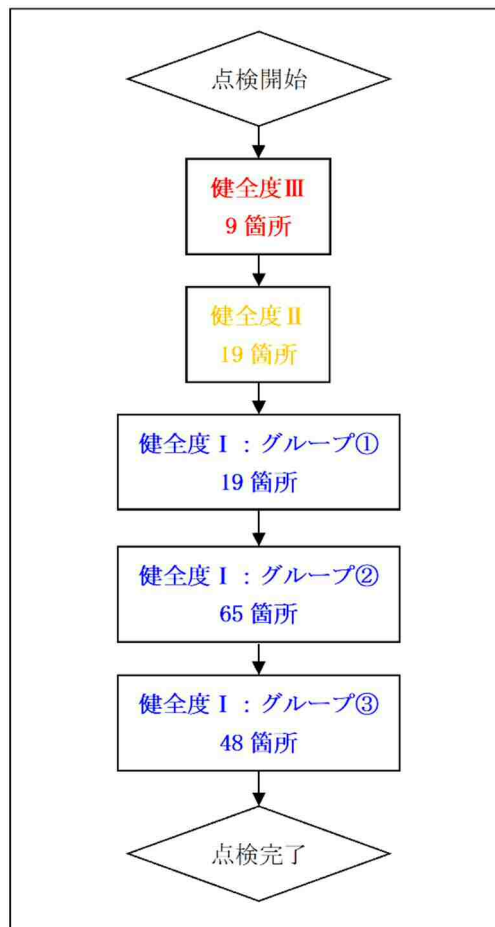 点検開始
健全度Ⅲ
9 箇所
健全度Ⅱ
19 箇所
健全度Ⅰ：グループ①
19 箇所
健全度Ⅰ：グループ②
65 箇所
健全度Ⅰ：グループ③
48 箇所
点検完了